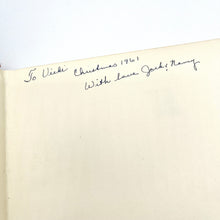 To Vicki Christmas 1961
With love Jack & Nancy